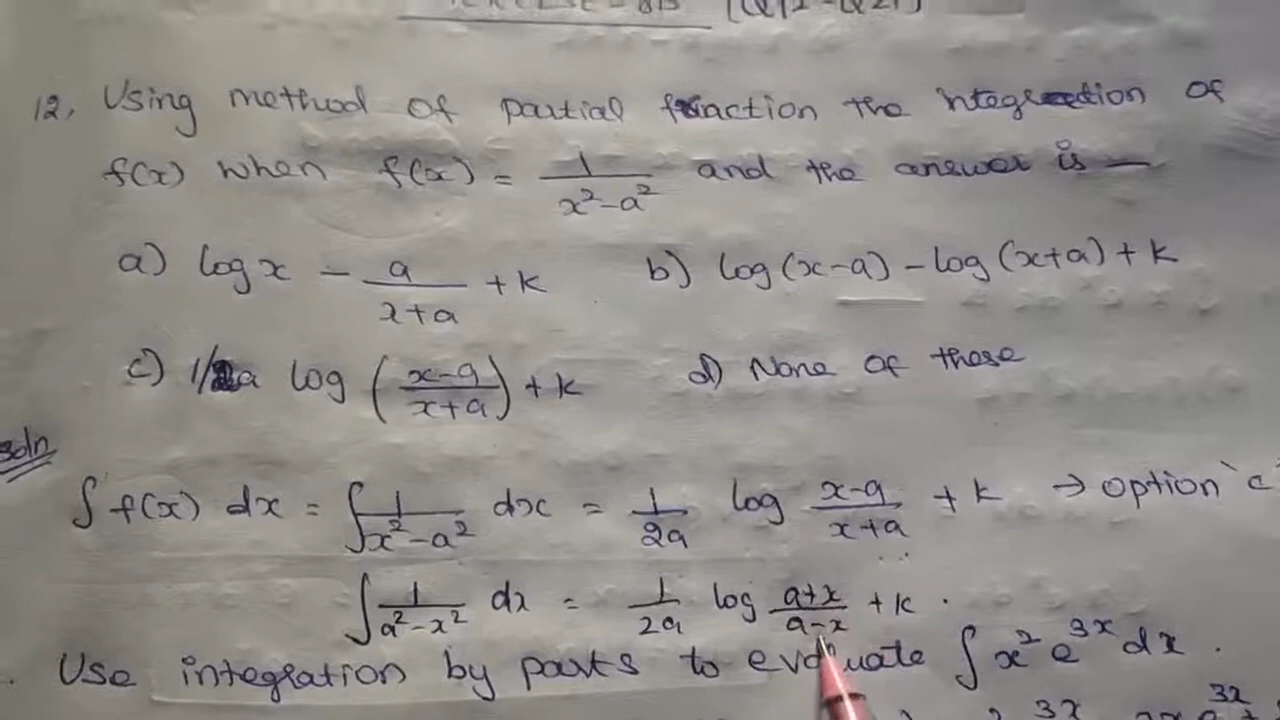 12. Using method of partial fraction the integration of
f(x) when f(x) = 1/(x²-a²) and the answer is —
a) log x - a/(x+a) + k b) log(x-a) - log(x+a) + k
c) 1/2a log ((x-a)/(x+a)) + k d) None of these
Soln
∫ f(x) dx = ∫ 1/(x²-a²) dx = 1/2a log (x-a)/(x+a) + k → option 'c'
∫ 1/(a²-x²) dx = 1/2a log (a+x)/(a-x) + k .
. Use integration by parts to evaluate ∫ x² e^3x dx .